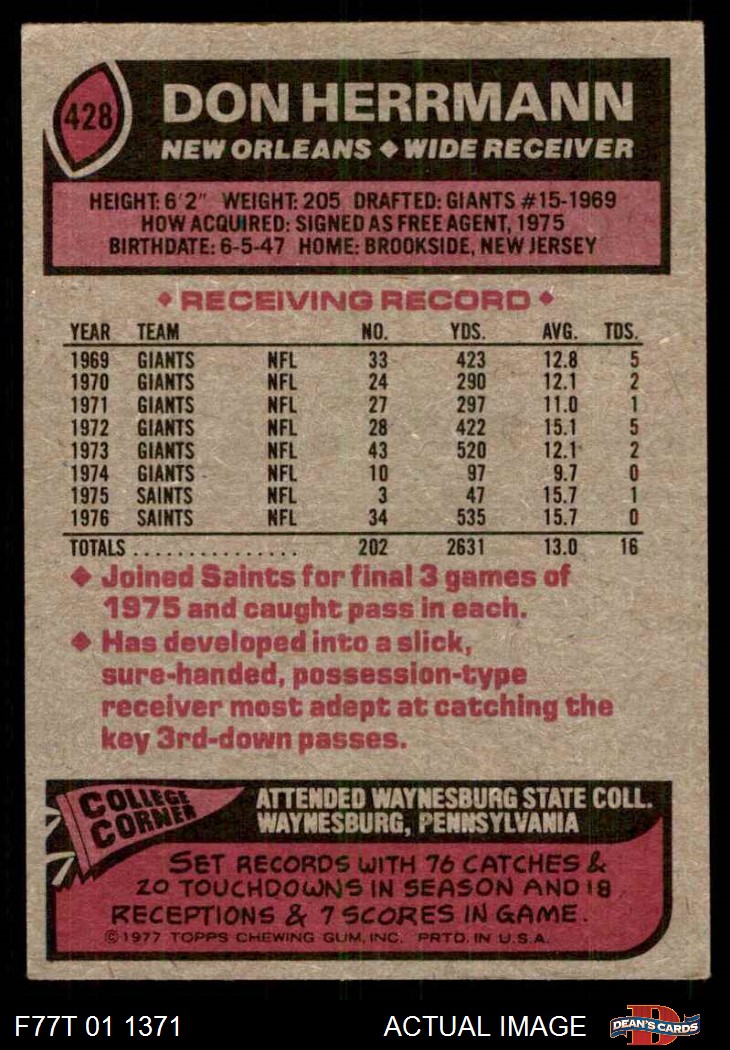 428
DON HERRMANN
NEW ORLEANS ◆ WIDE RECEIVER
HEIGHT: 6'2" WEIGHT: 205 DRAFTED: GIANTS #15-1969
HOW ACQUIRED: SIGNED AS FREE AGENT, 1975
BIRTHDATE: 6-5-47 HOME: BROOKSIDE, NEW JERSEY
◆ RECEIVING RECORD ◆
YEAR TEAM NO. YDS. AVG. TDS.
1969 GIANTS NFL 33 423 12.8 5
1970 GIANTS NFL 24 290 12.1 2
1971 GIANTS NFL 27 297 11.0 1
1972 GIANTS NFL 28 422 15.1 5
1973 GIANTS NFL 43 520 12.1 2
1974 GIANTS NFL 10 97 9.7 0
1975 SAINTS NFL 3 47 15.7 1
1976 SAINTS NFL 34 535 15.7 0
TOTALS ................ 202 2631 13.0 16
◆ Joined Saints for final 3 games of
1975 and caught pass in each.
◆ Has developed into a slick,
sure-handed, possession-type
receiver most adept at catching the
key 3rd-down passes.
COLLEGE
CORNER
ATTENDED WAYNESBURG STATE COLL.
WAYNESBURG, PENNSYLVANIA
SET RECORDS WITH 76 CATCHES &
20 TOUCHDOWNS IN SEASON AND 18
RECEPTIONS & 7 SCORES IN GAME.
©1977 TOPPS CHEWING GUM, INC. PRTD. IN U.S.A.
F77T 01 1371
ACTUAL IMAGE
D
DEAN'S CARDS